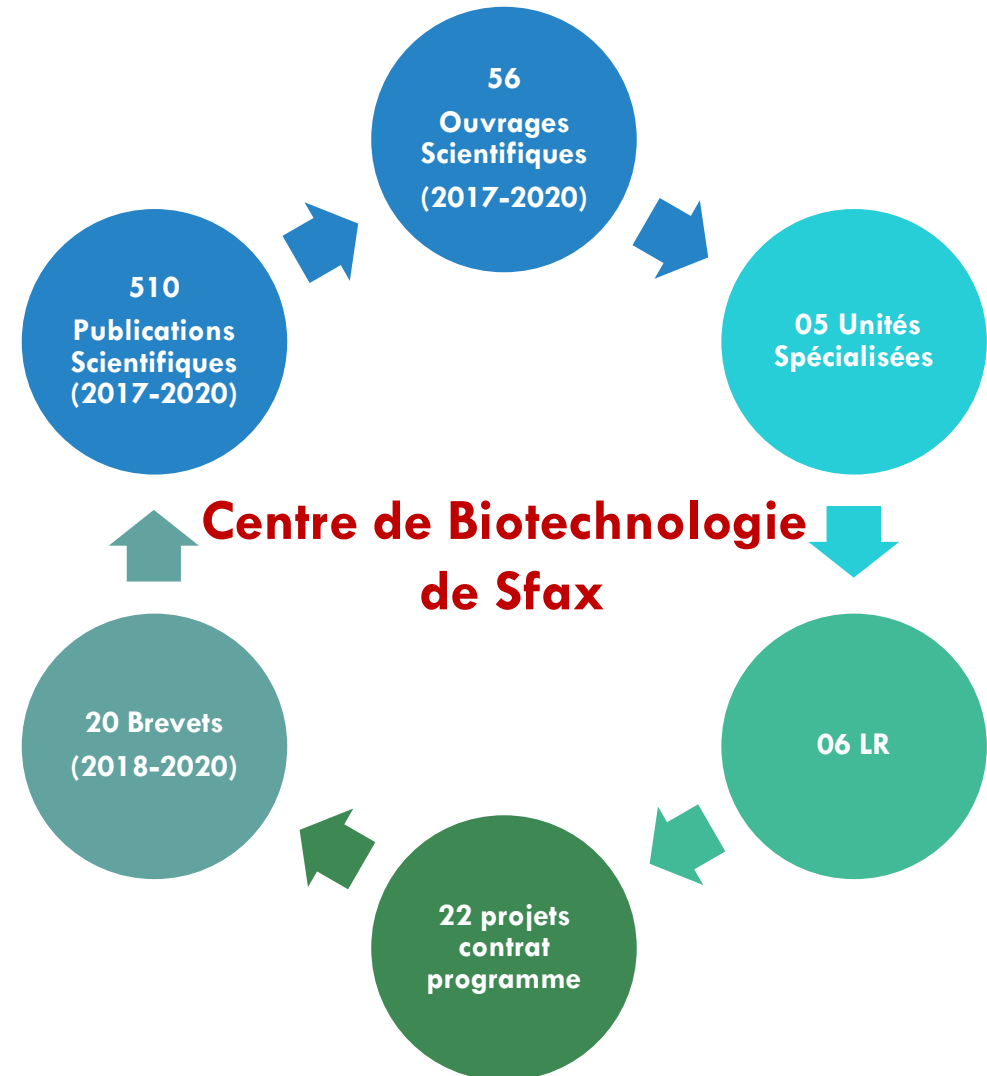 56
Ouvrages
Scientifiques
(2017-2020)
05 Unités
Spécialisées
06 LR
22 projets
contrat
programme
20 Brevets
(2018-2020)
510
Publications
Scientifiques
(2017-2020)
Centre de Biotechnologie
de Sfax